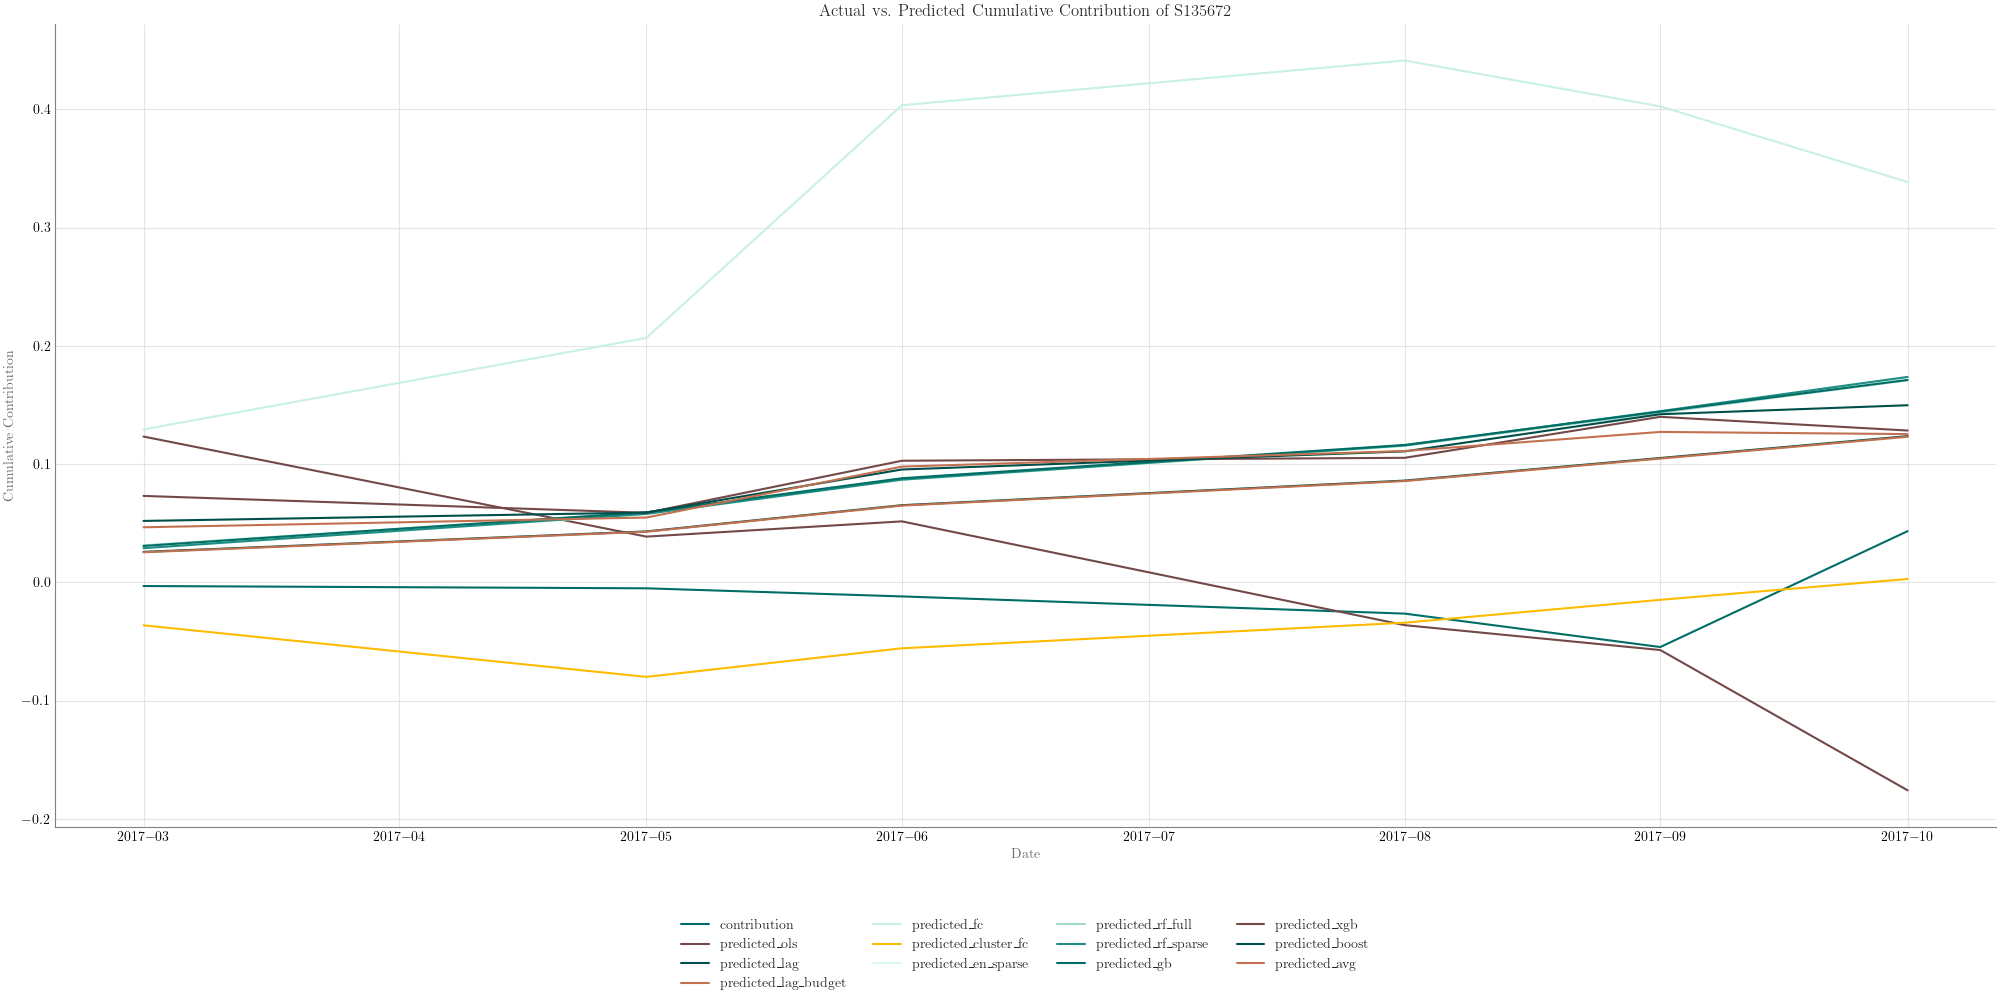 Actual vs. Predicted Cumulative Contribution of S135672
Cumulative Contribution
0.4
0.3
0.2
0.1
0.0
−0.1
−0.2
2017−03 2017−04 2017−05 2017−06 2017−07 2017−08 2017−09 2017−10
Date
contribution predicted_fc predicted_rf_full predicted_xgb
predicted_ols predicted_cluster_fc predicted_rf_sparse predicted_boost
predicted_lag predicted_en_sparse predicted_gb predicted_avg
predicted_lag_budget